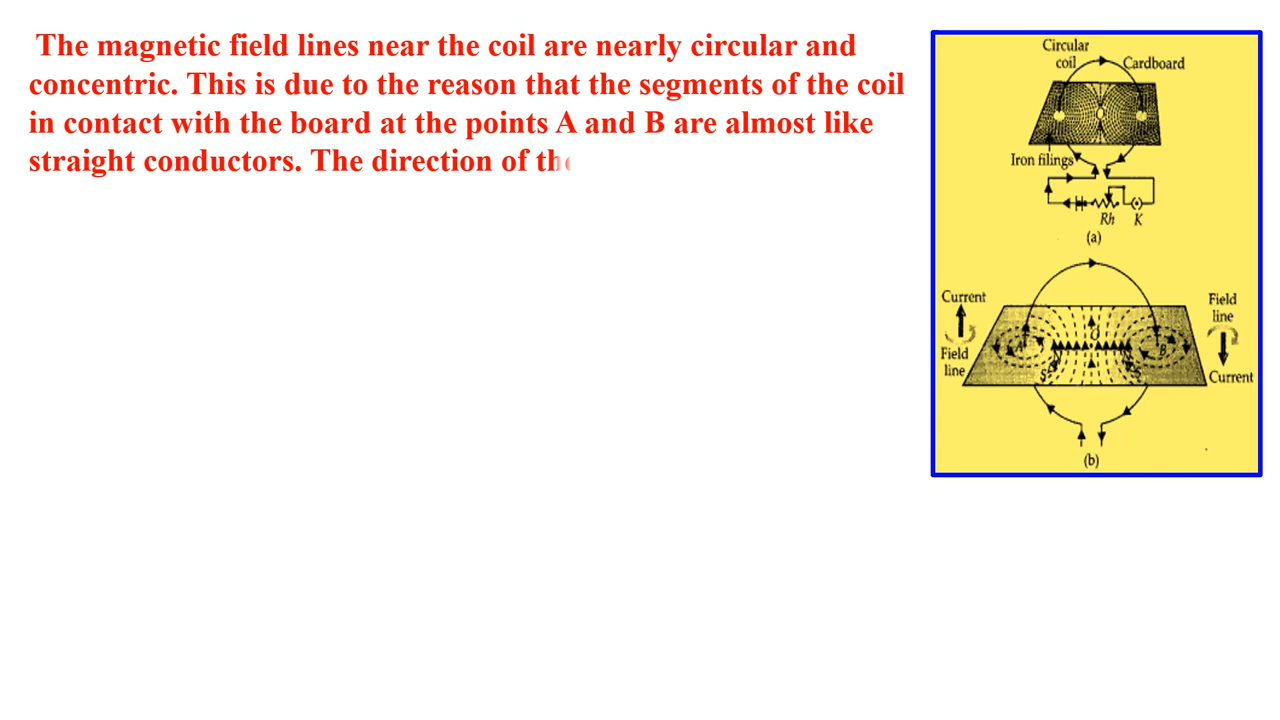 The magnetic field lines near the coil are nearly circular and
concentric. This is due to the reason that the segments of the coil
in contact with the board at the points A and B are almost like
straight conductors. The direction of the
Circular
coil
Cardboard
O
Iron filings
Rh K
(a)
Current
Field
line
O
A
B
Field
line
Current
S
S
(b)